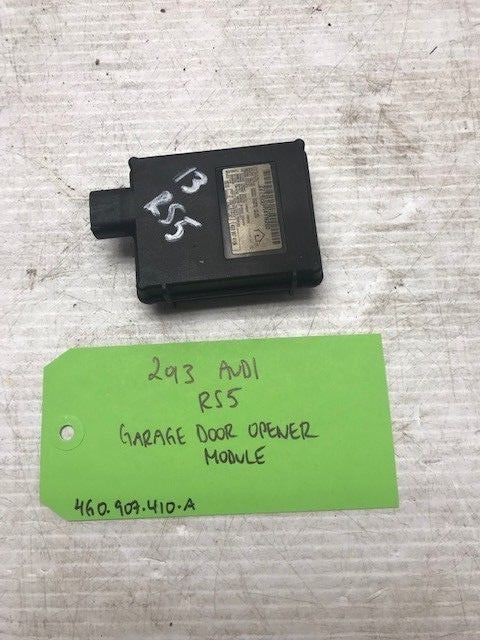 13
RS5
293 AUDI
RS5
GARAGE DOOR OPENER
MODULE
4G0.907.410.A